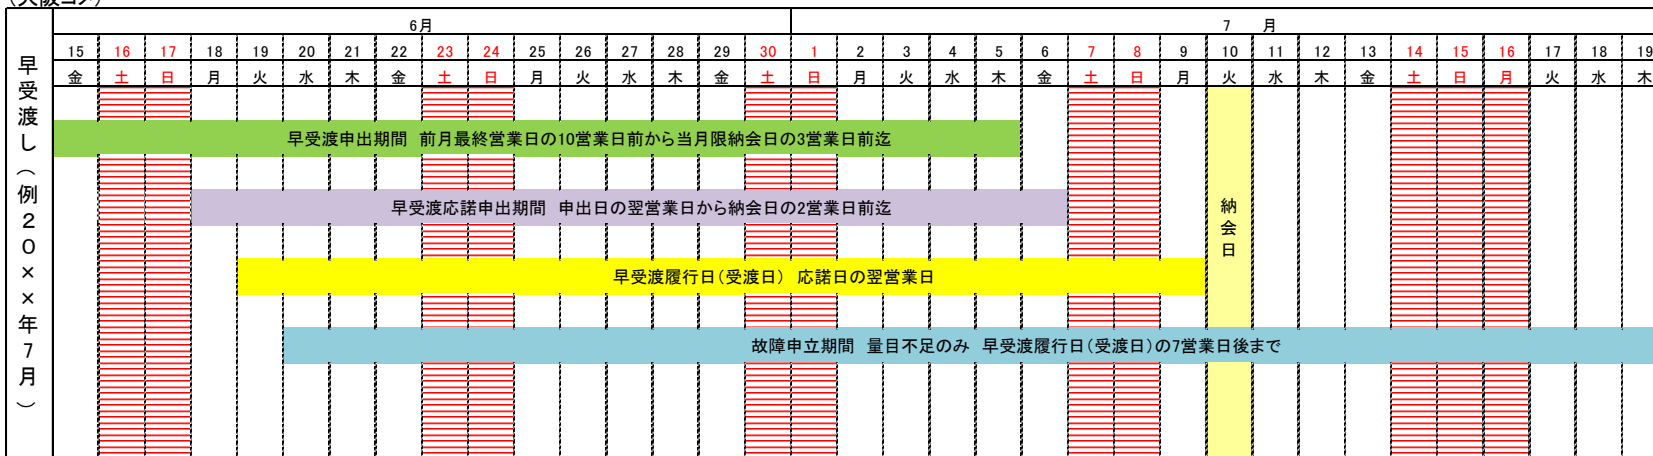 (大阪コメ)
6月 7 月
15 16 17 18 19 20 21 22 23 24 25 26 27 28 29 30 1 2 3 4 5 6 7 8 9 10 11 12 13 14 15 16 17 18 19
金 土 日 月 火 水 木 金 土 日 月 火 水 木 金 土 日 月 火 水 木 金 土 日 月 火 水 木 金 土 日 月 火 水 木
早受渡し(例20××年7月)
早受渡申出期間 前月最終営業日の10営業日前から当月限納会日の3営業日前迄
早受渡応諾申出期間 申出日の翌営業日から納会日の2営業日前迄
納会日
早受渡履行日(受渡日) 応諾日の翌営業日
故障申立期間 量目不足のみ 早受渡履行日(受渡日)の7営業日後まで